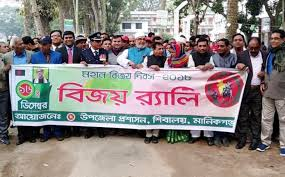 মহান বিজয় দিবস -২০১৮
১৬
ডিসেম্বর
বিজয় র‍্যালি
আয়োজনেঃ উপজেলা প্রশাসন, শিবালয়, মানিকগঞ্জ